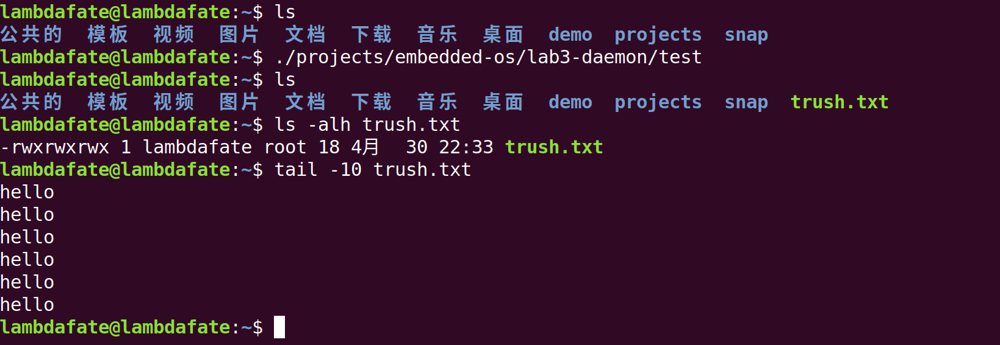 lambdafate@lambdafate:~$ ls
公共的  模板  视频  图片  文档  下载  音乐  桌面  demo  projects  snap
lambdafate@lambdafate:~$ ./projects/embedded-os/lab3-daemon/test
lambdafate@lambdafate:~$ ls
公共的  模板  视频  图片  文档  下载  音乐  桌面  demo  projects  snap  trush.txt
lambdafate@lambdafate:~$ ls -alh trush.txt
-rwxrwxrwx 1 lambdafate root 18 4月  30 22:33 trush.txt
lambdafate@lambdafate:~$ tail -10 trush.txt
hello
hello
hello
hello
hello
hello
lambdafate@lambdafate:~$